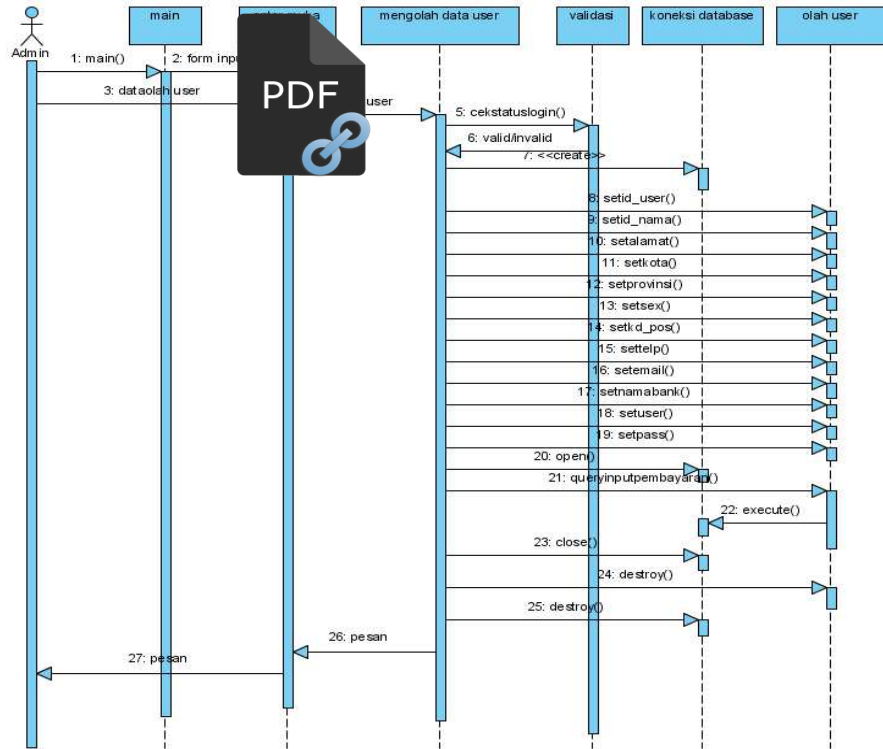 main
mengolah data user
validasi
koneksi database
olah user
Admin
1: main()
2: form inpu
3: dataolah user
PDF
user
5: cekstatuslogin()
6: valid/invalid
7: <<create>>
8: setid_user()
9: setid_nama()
10: setalamat()
11: setkota()
12: setprovinsi()
13: setsex()
14: setkd_pos()
15: settelp()
16: setemail()
17: setnamabank()
18: setuser()
19: setpass()
20: open()
21: queryinputpembayaran()
22: execute()
23: close()
24: destroy()
25: destroy()
26: pesan
27: pesan